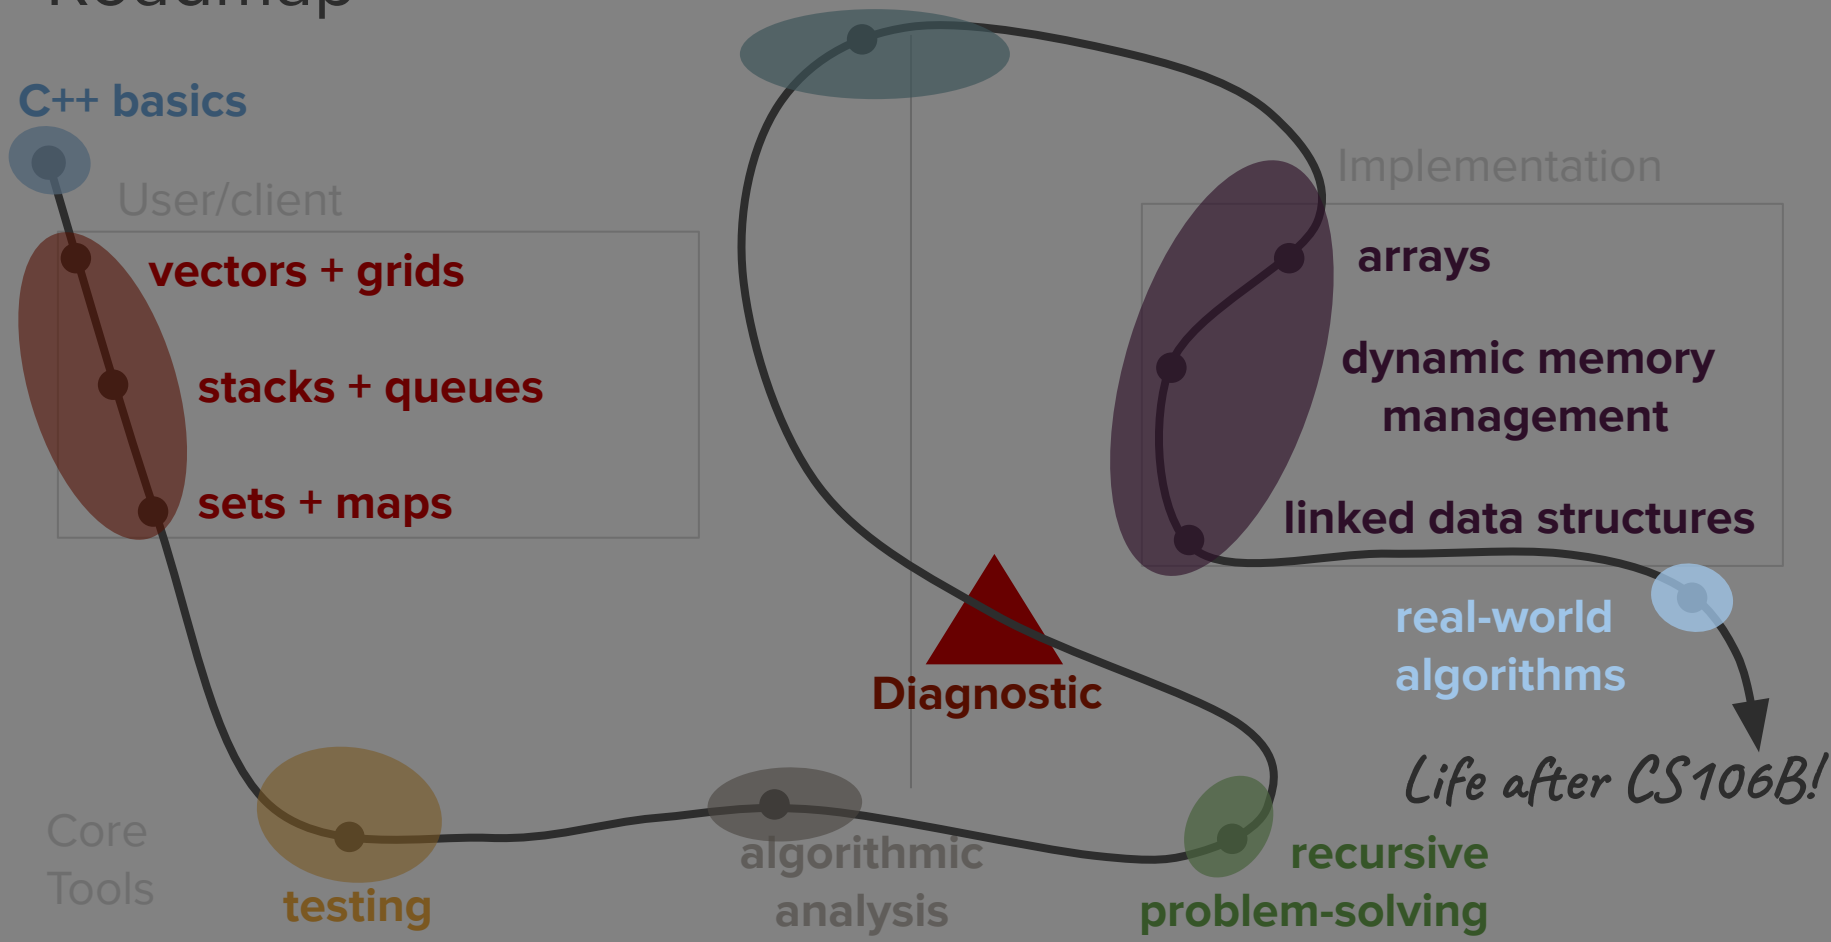 Roadmap
C++ basics
User/client
vectors + grids
stacks + queues
sets + maps
Core
Tools
testing
algorithmic
analysis
Diagnostic
recursive
problem-solving
Implementation
arrays
dynamic memory
management
linked data structures
real-world
algorithms
Life after CS106B!